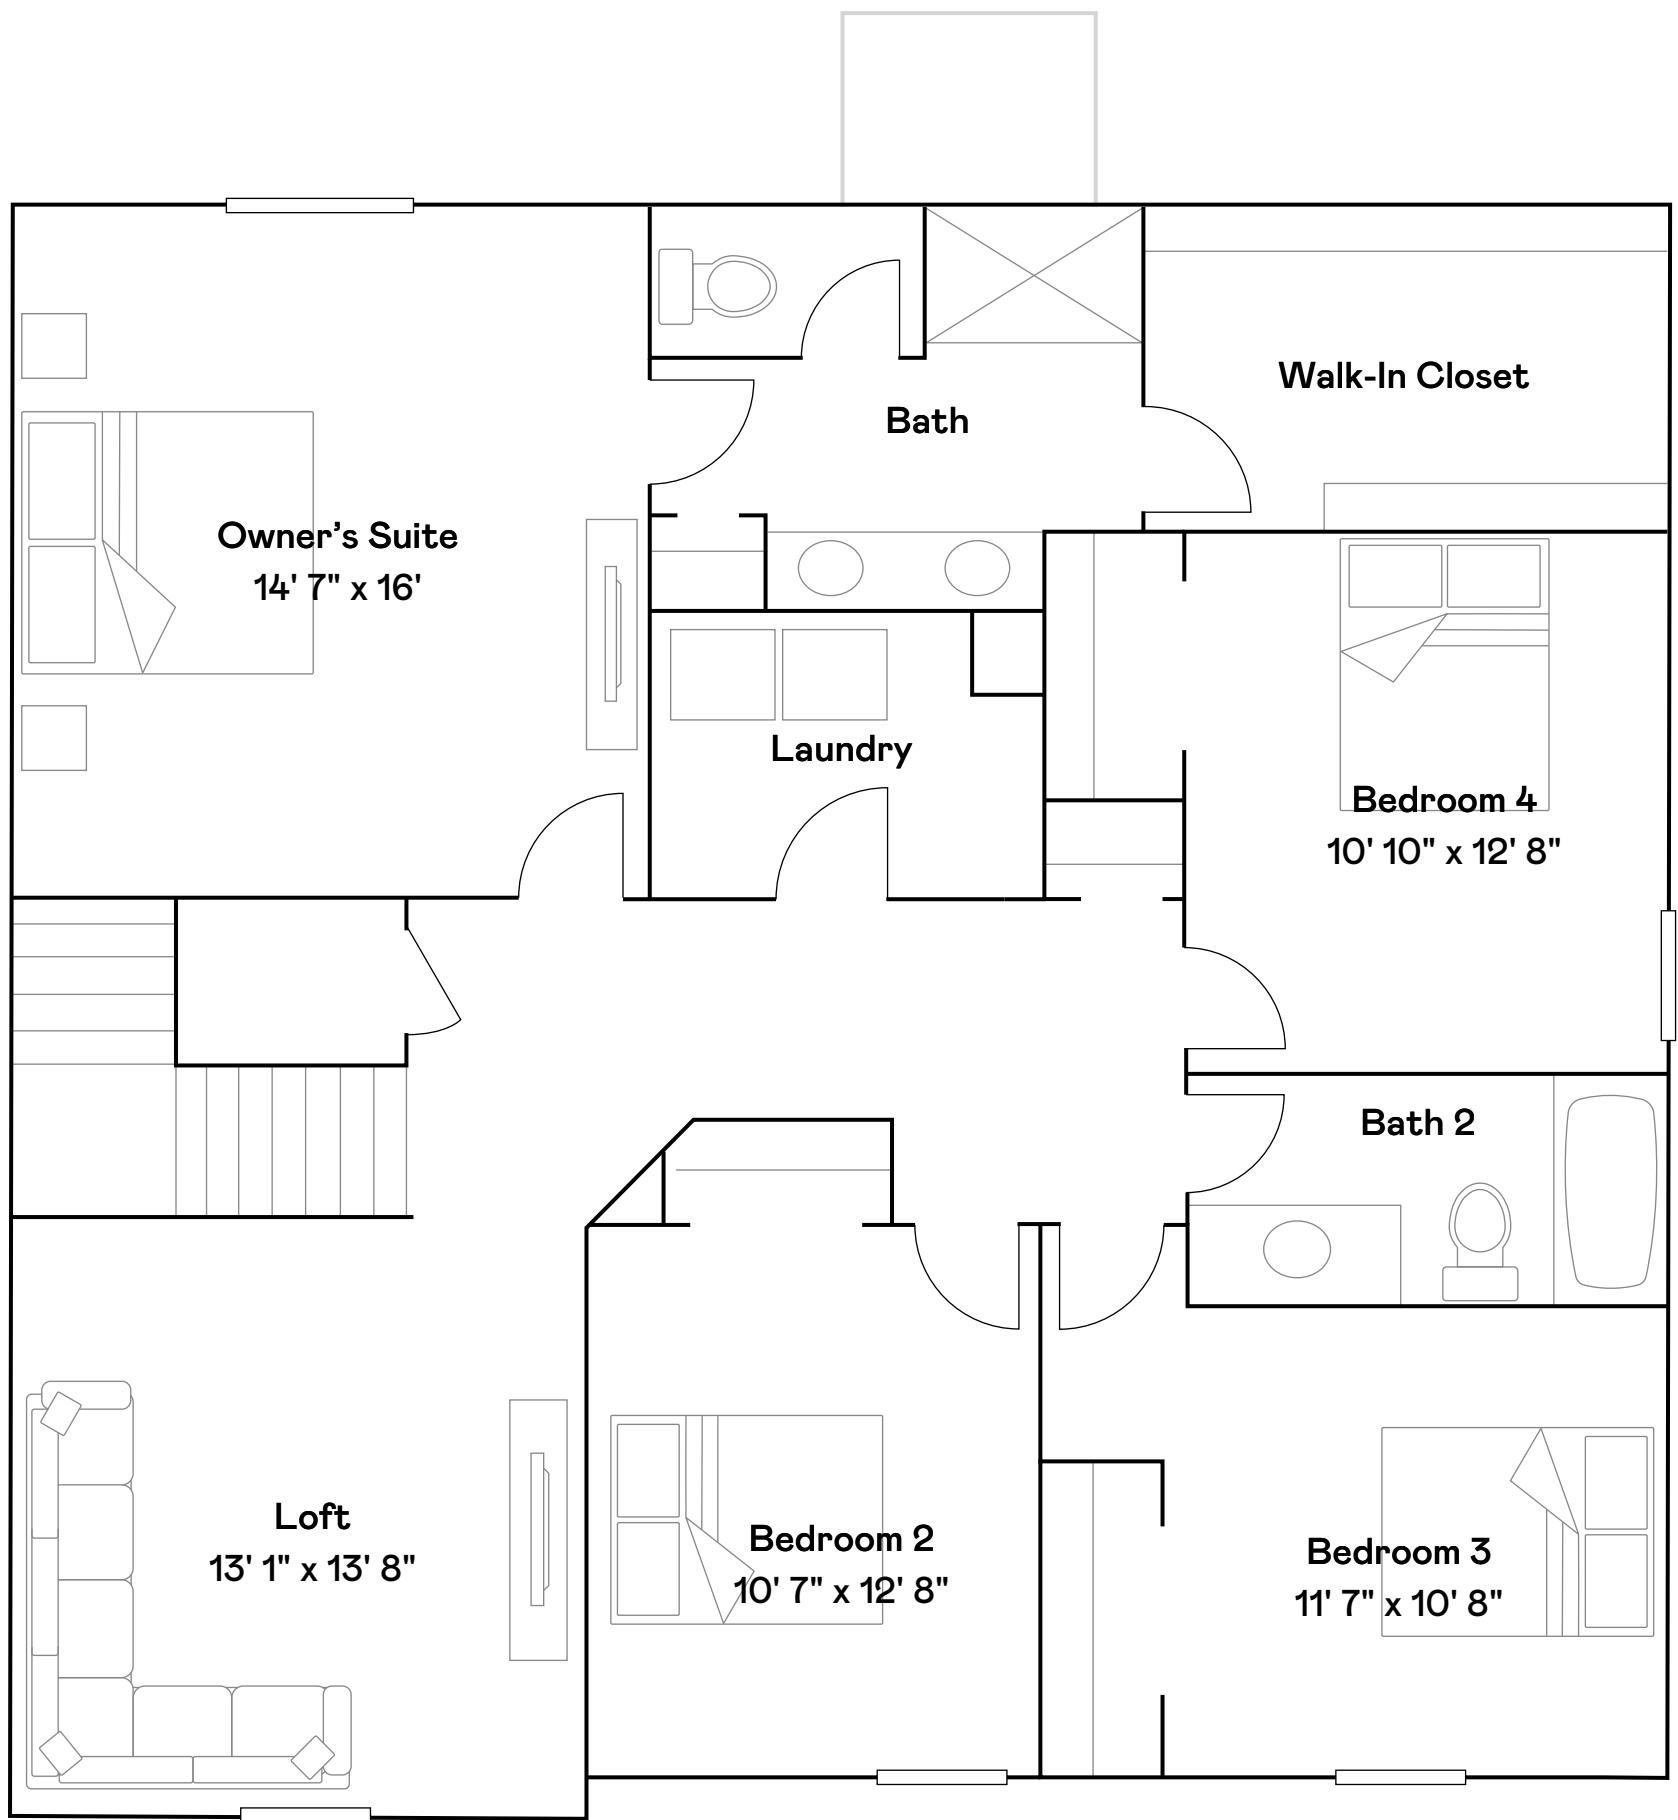 Walk-In Closet
Bath
Owner’s Suite
14' 7" x 16'
Laundry
Bedroom 4
10' 10" x 12' 8"
Bath 2
Loft
13' 1" x 13' 8"
Bedroom 2
10' 7" x 12' 8"
Bedroom 3
11' 7" x 10' 8"